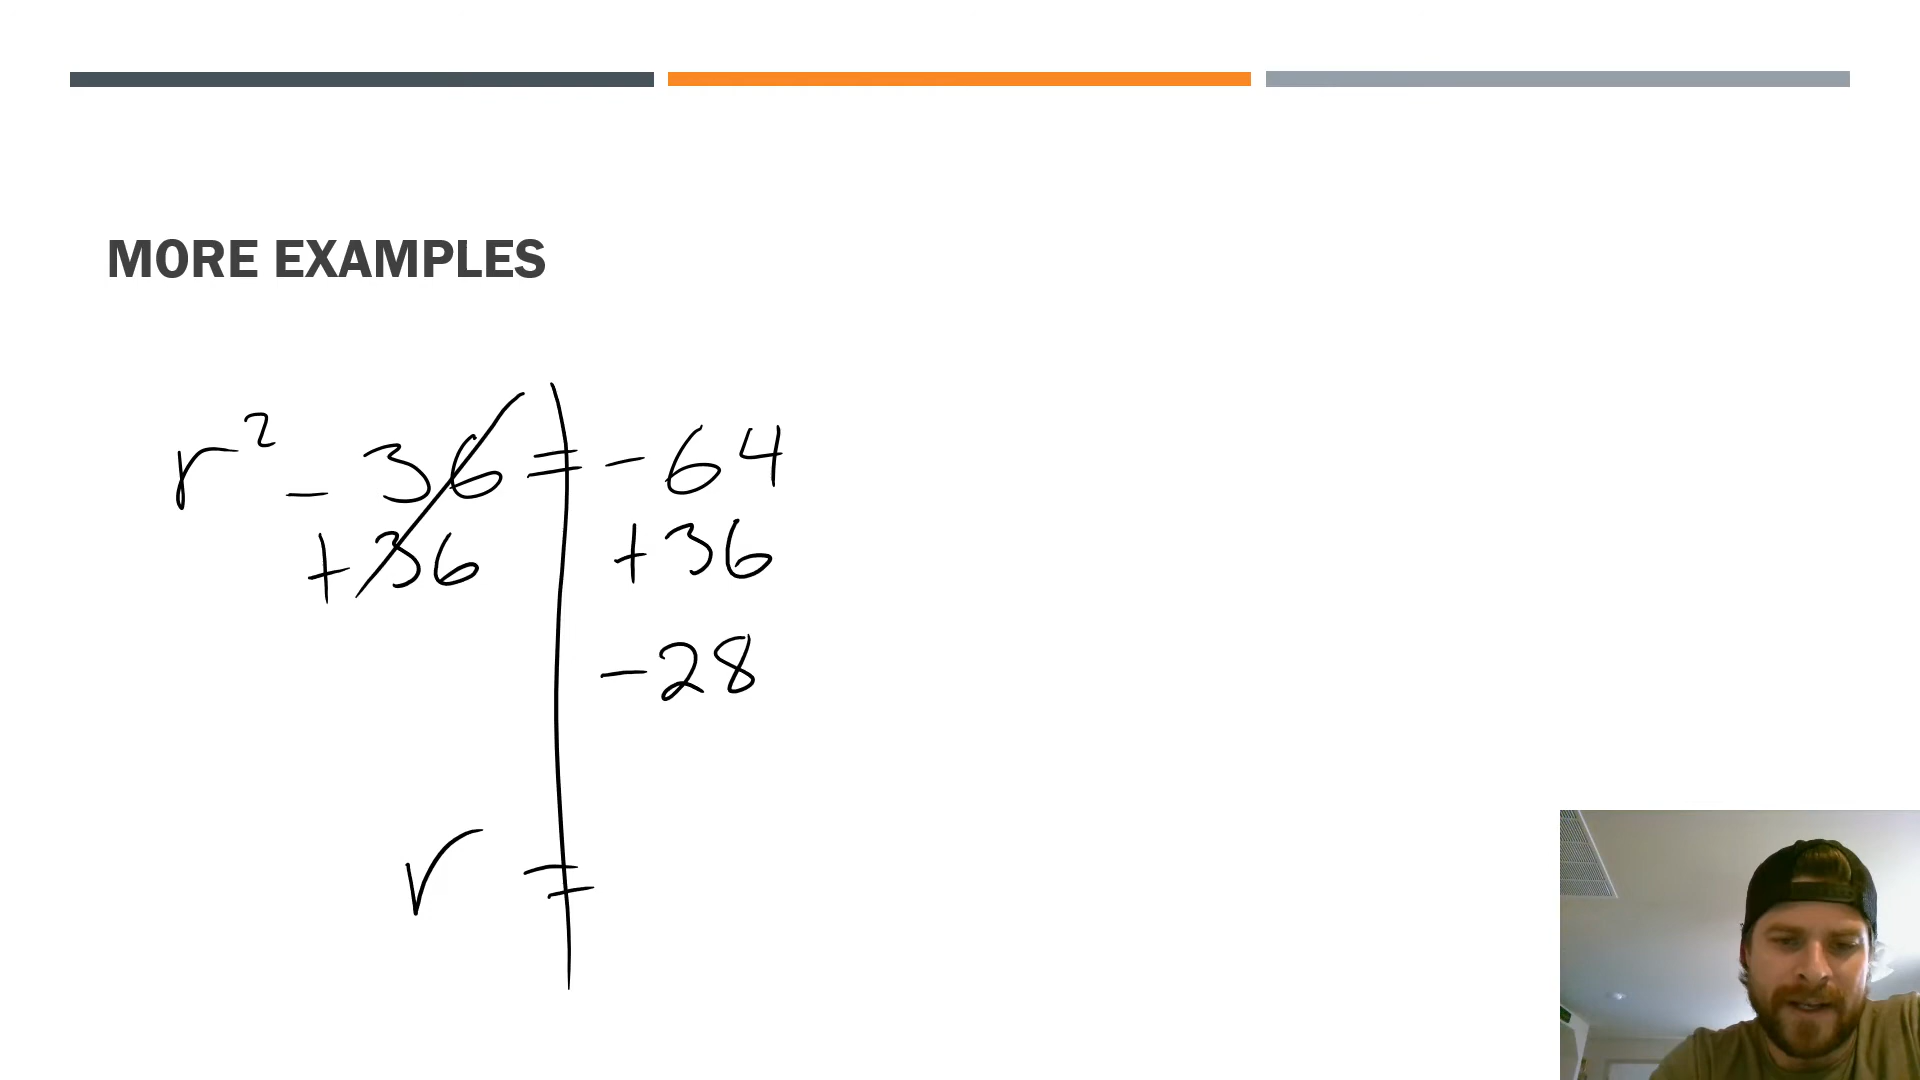 MORE EXAMPLES
r² - 36 = -64
+36 +36
-28
r =